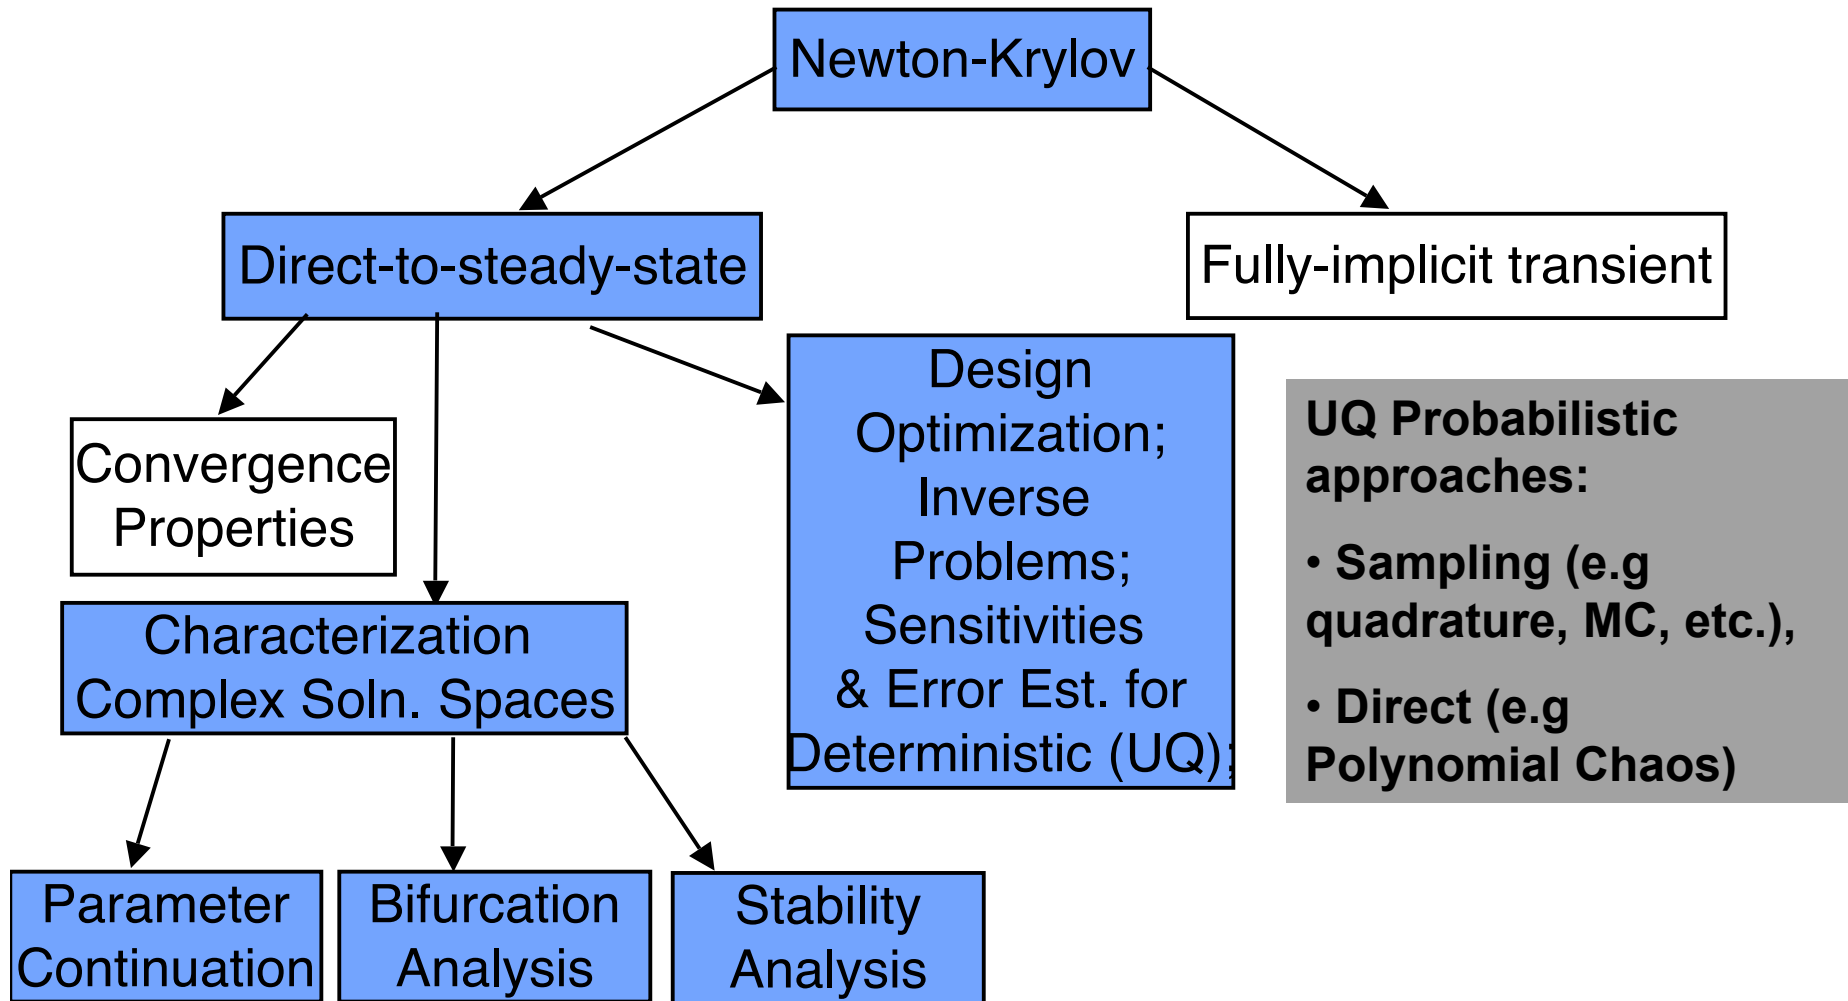 Newton-Krylov
Direct-to-steady-state
Fully-implicit transient
Convergence
Properties
Design
Optimization;
Inverse
Problems;
Sensitivities
& Error Est. for
Deterministic (UQ);
UQ Probabilistic
approaches:
• Sampling (e.g
quadrature, MC, etc.),
• Direct (e.g
Polynomial Chaos)
Characterization
Complex Soln. Spaces
Parameter
Continuation
Bifurcation
Analysis
Stability
Analysis